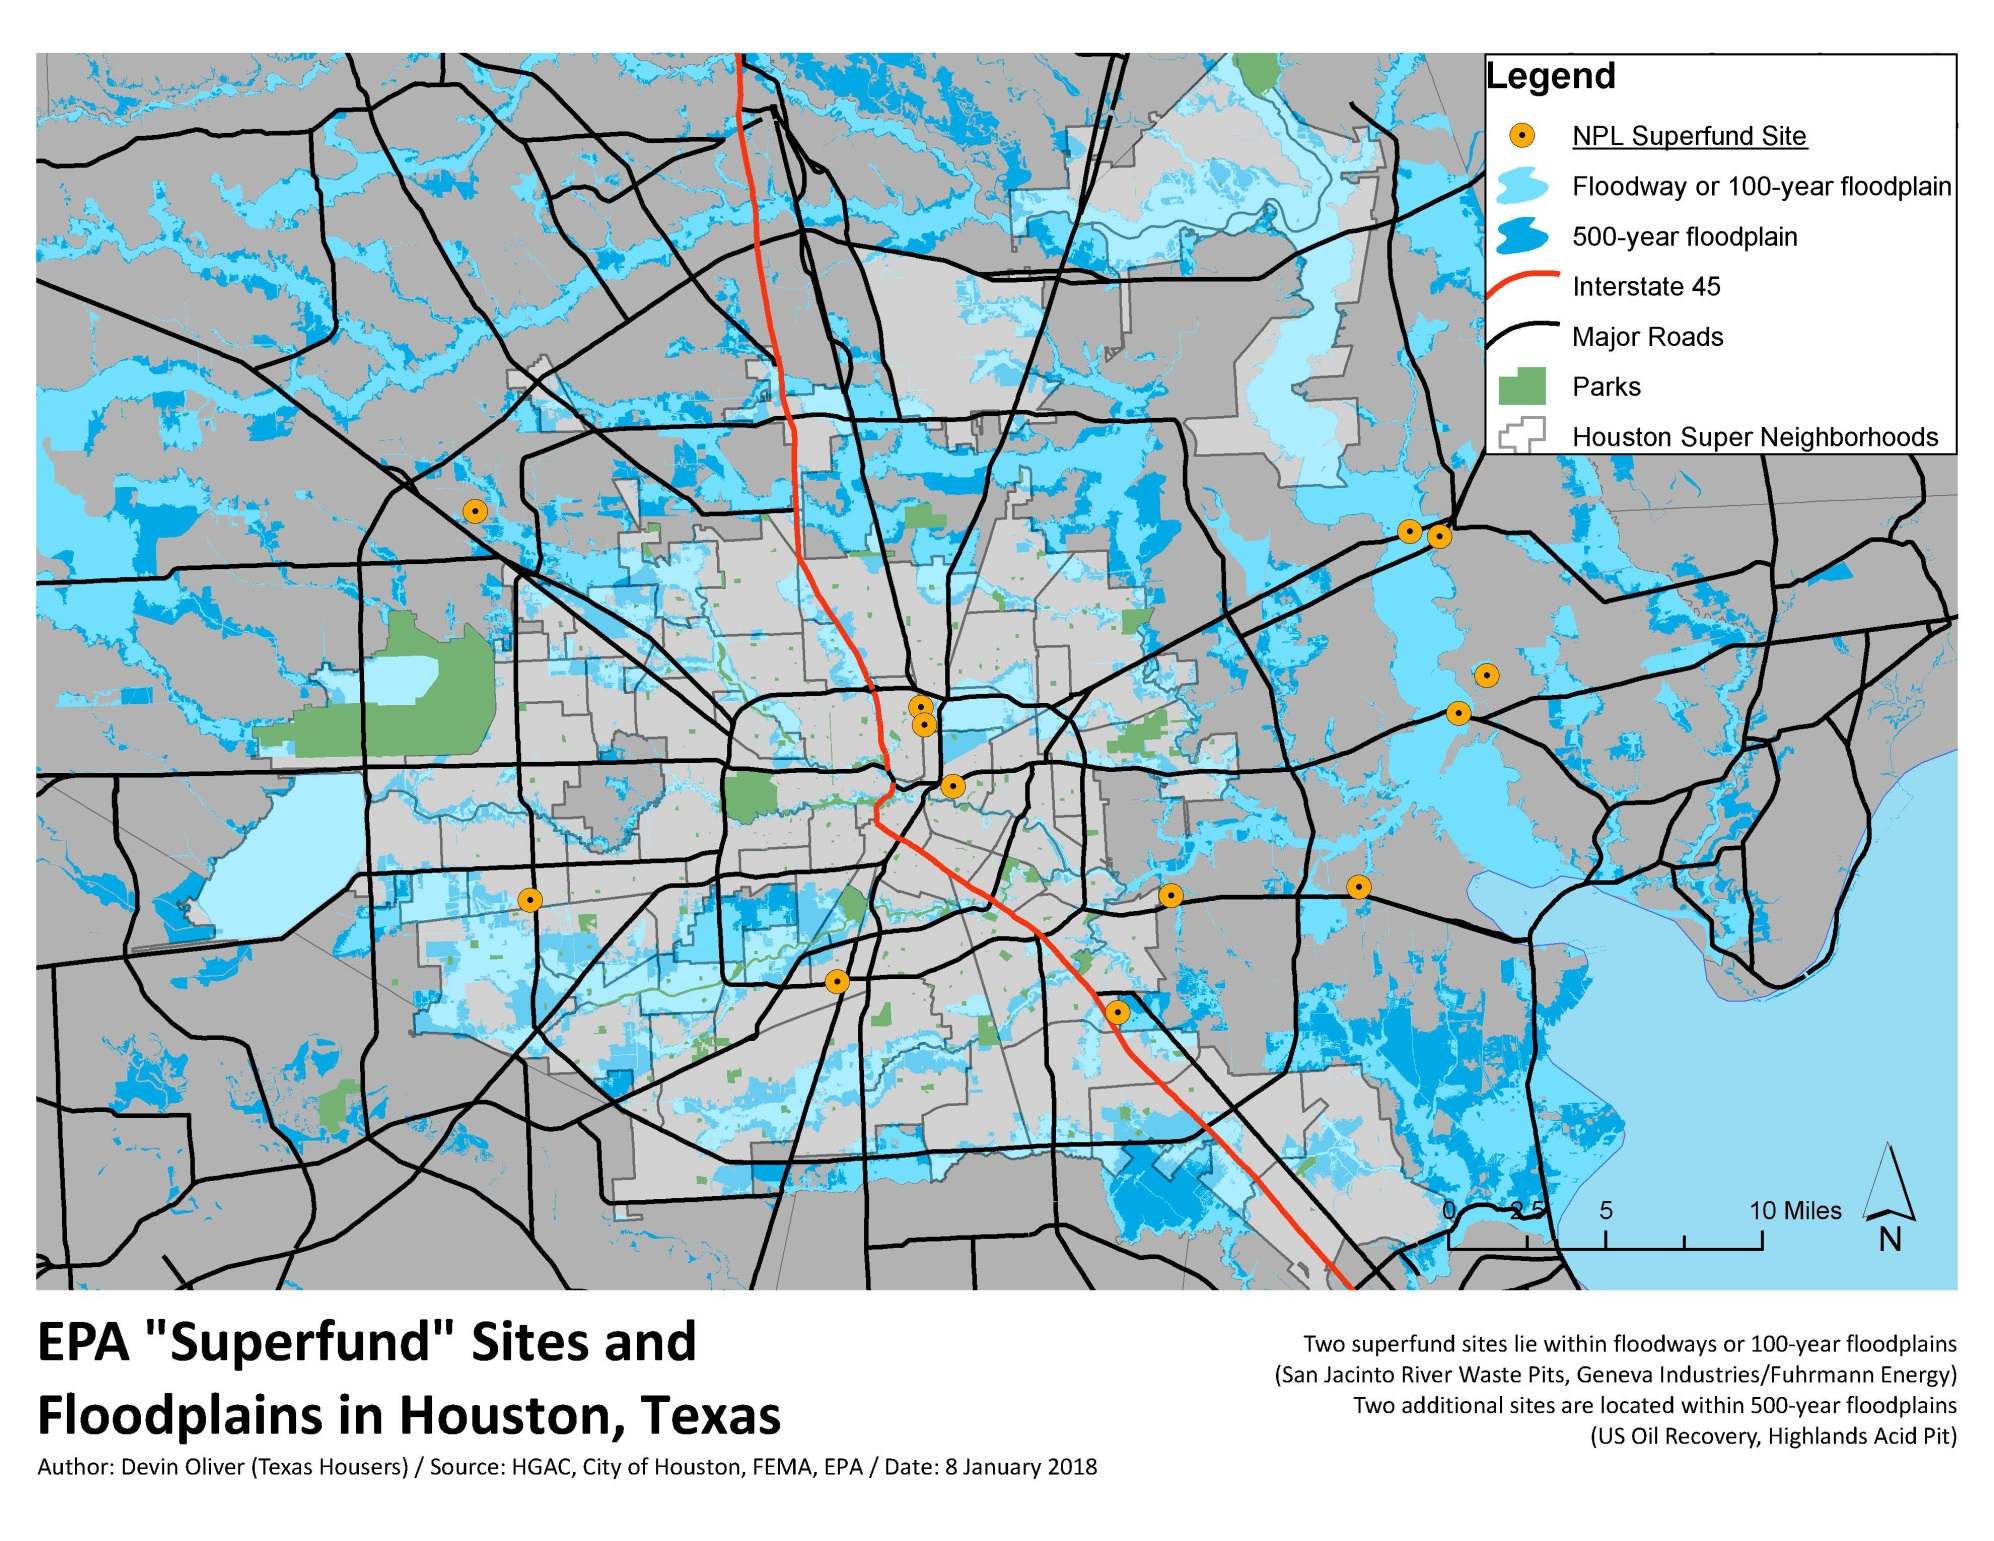 Legend
NPL Superfund Site
Floodway or 100-year floodplain
500-year floodplain
Interstate 45
Major Roads
Parks
Houston Super Neighborhoods
0 2.5 5 10 Miles
N
EPA "Superfund" Sites and
Floodplains in Houston, Texas
Author: Devin Oliver (Texas Housers) / Source: HGAC, City of Houston, FEMA, EPA / Date: 8 January 2018
Two superfund sites lie within floodways or 100-year floodplains
(San Jacinto River Waste Pits, Geneva Industries/Fuhrmann Energy)
Two additional sites are located within 500-year floodplains
(US Oil Recovery, Highlands Acid Pit)